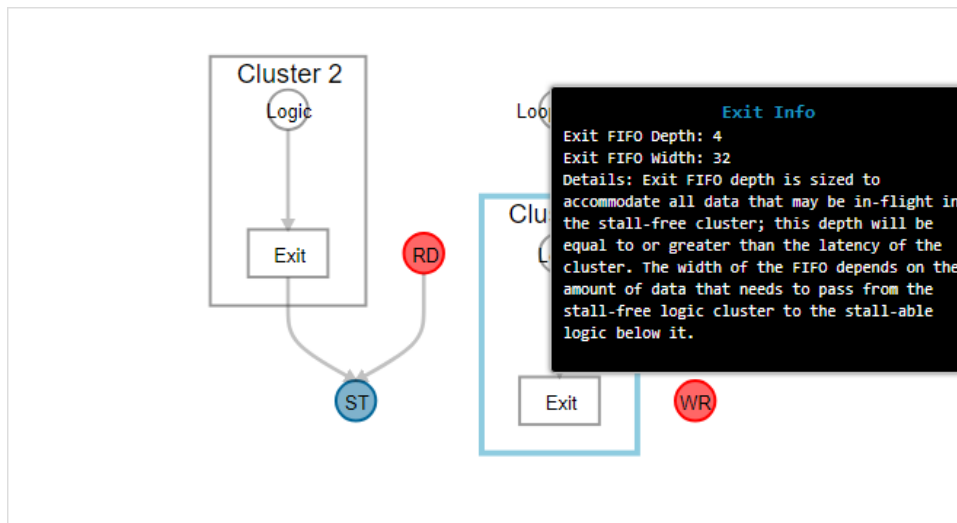 Cluster 2
Logic
Exit
RD
ST
Exit
WR
Exit Info
Exit FIFO Depth: 4
Exit FIFO Width: 32
Details: Exit FIFO depth is sized to
accommodate all data that may be in-flight in
the stall-free cluster; this depth will be
equal to or greater than the latency of the
cluster. The width of the FIFO depends on the
amount of data that needs to pass from the
stall-free logic cluster to the stall-able
logic below it.